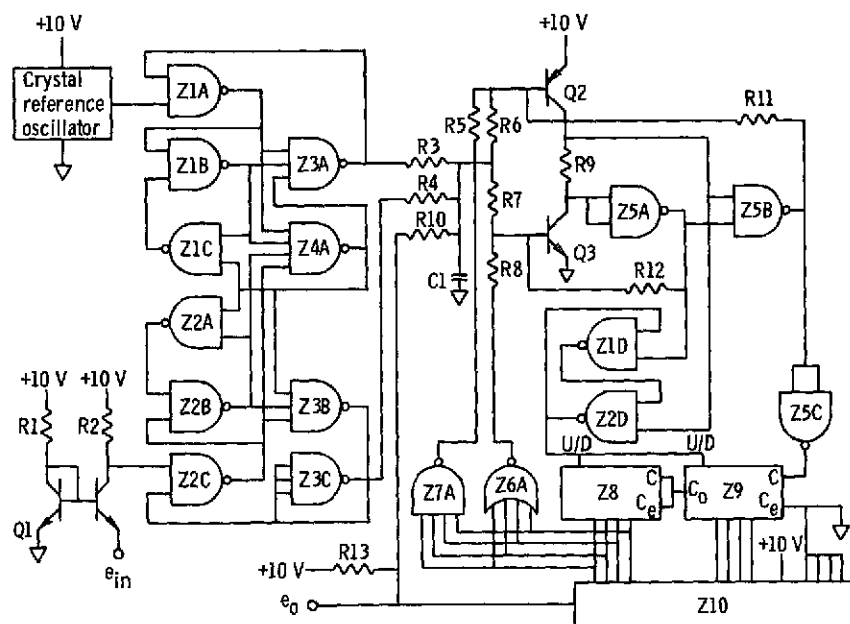 +10 V
Crystal
reference
oscillator
Z1A
Z1B
Z1C
Z2A
Z2B
Z2C
Z3A
Z4A
Z3B
Z3C
+10 V
+10 V
R1
R2
Q1
e_in
R3
R4
R10
C1
R5
R6
R7
R8
+10 V
Q2
R9
Q3
R11
Z5A
Z5B
R12
Z1D
Z2D
Z5C
U/D
U/D
Z7A
Z6A
Z8
C
C_e
C_o
Z9
C
C_e
+10 V
R13
+10 V
e_o
Z10